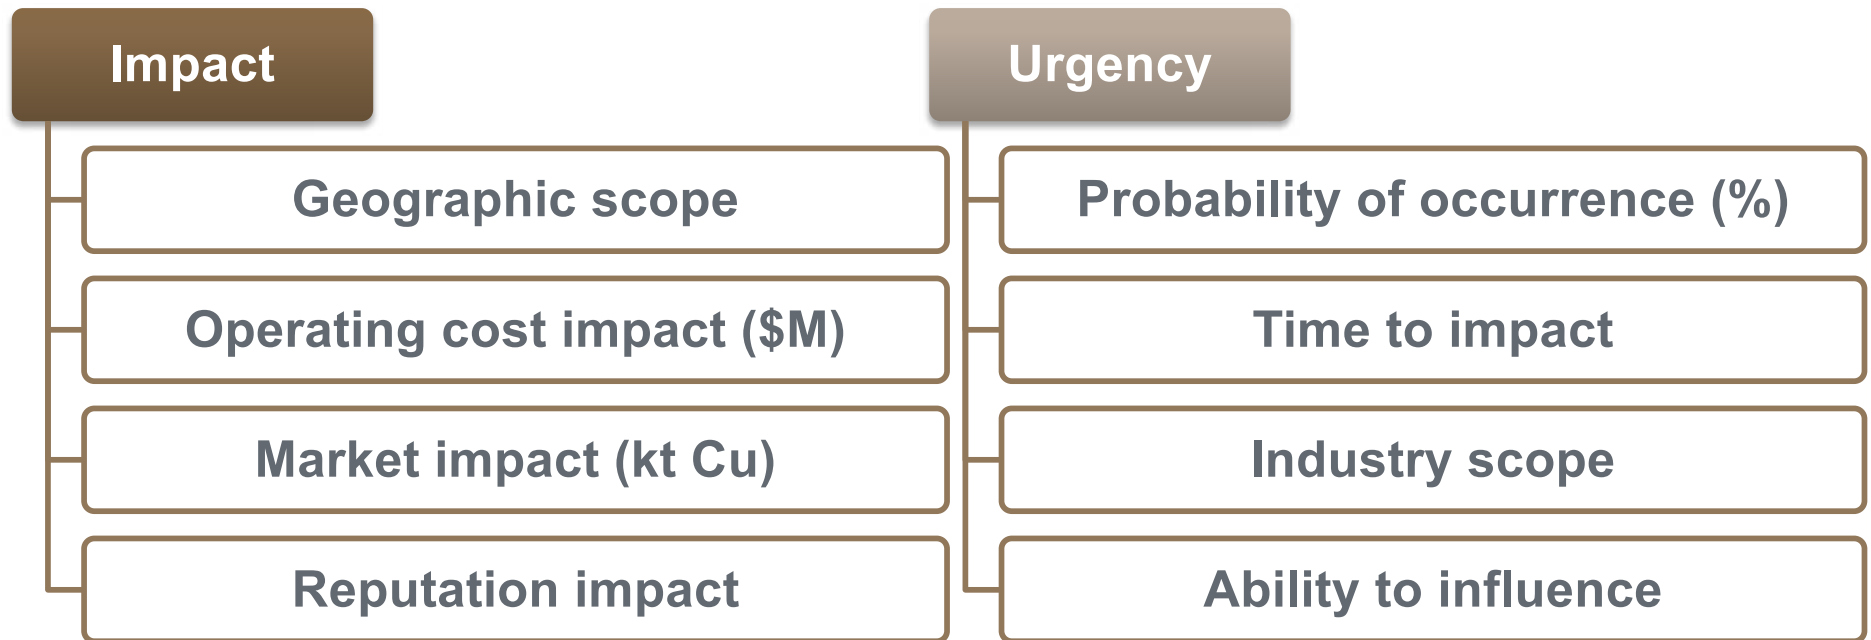 Impact
Geographic scope
Operating cost impact ($M)
Market impact (kt Cu)
Reputation impact
Urgency
Probability of occurrence (%)
Time to impact
Industry scope
Ability to influence